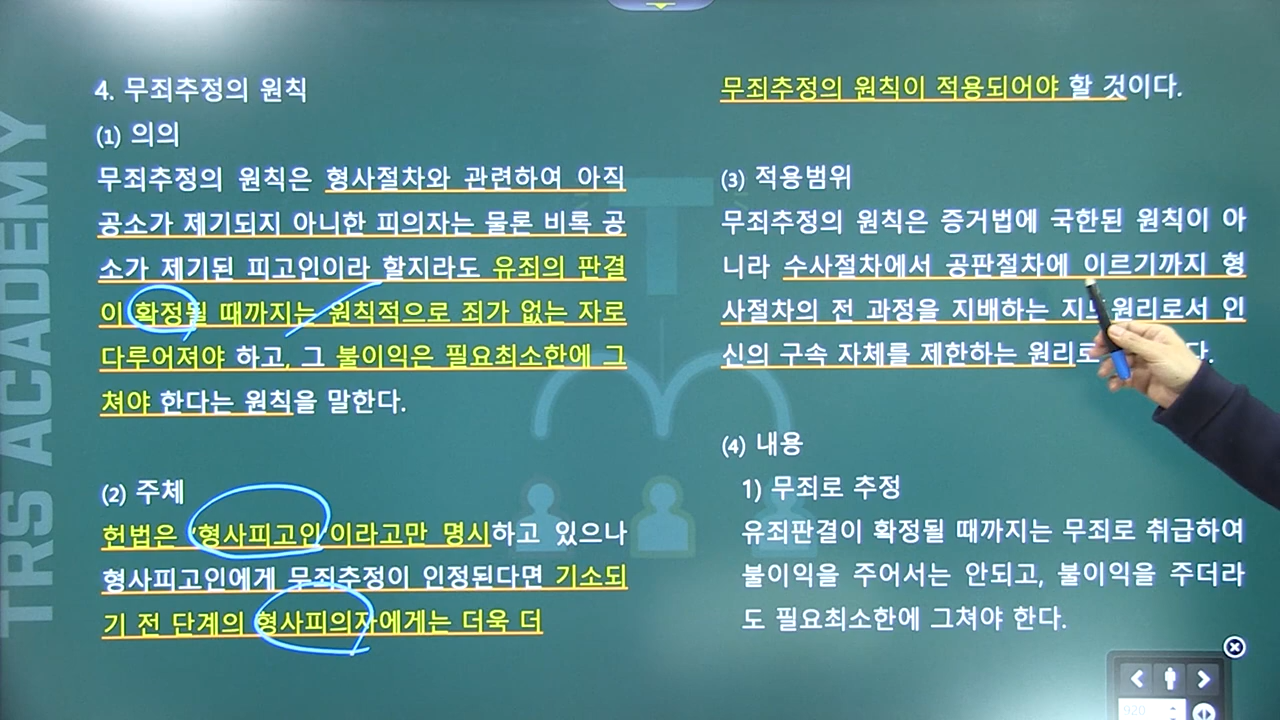 4. 무죄추정의 원칙
(1) 의의
무죄추정의 원칙은 형사절차와 관련하여 아직
공소가 제기되지 아니한 피의자는 물론 비록 공
소가 제기된 피고인이라 할지라도 유죄의 판결
이 확정될 때까지는 원칙적으로 죄가 없는 자로
다루어져야 하고, 그 불이익은 필요최소한에 그
쳐야 한다는 원칙을 말한다.
(2) 주체
헌법은 '형사피고인'이라고만 명시하고 있으나
형사피고인에게 무죄추정이 인정된다면 기소되
기 전 단계의 형사피의자에게는 더욱 더
무죄추정의 원칙이 적용되어야 할 것이다.
(3) 적용범위
무죄추정의 원칙은 증거법에 국한된 원칙이 아
니라 수사절차에서 공판절차에 이르기까지 형
사절차의 전 과정을 지배하는 지도원리로서 인
신의 구속 자체를 제한하는 원리로 다.
(4) 내용
1) 무죄로 추정
유죄판결이 확정될 때까지는 무죄로 취급하여
불이익을 주어서는 안되고, 불이익을 주더라
도 필요최소한에 그쳐야 한다.
TRS ACADEMY
920